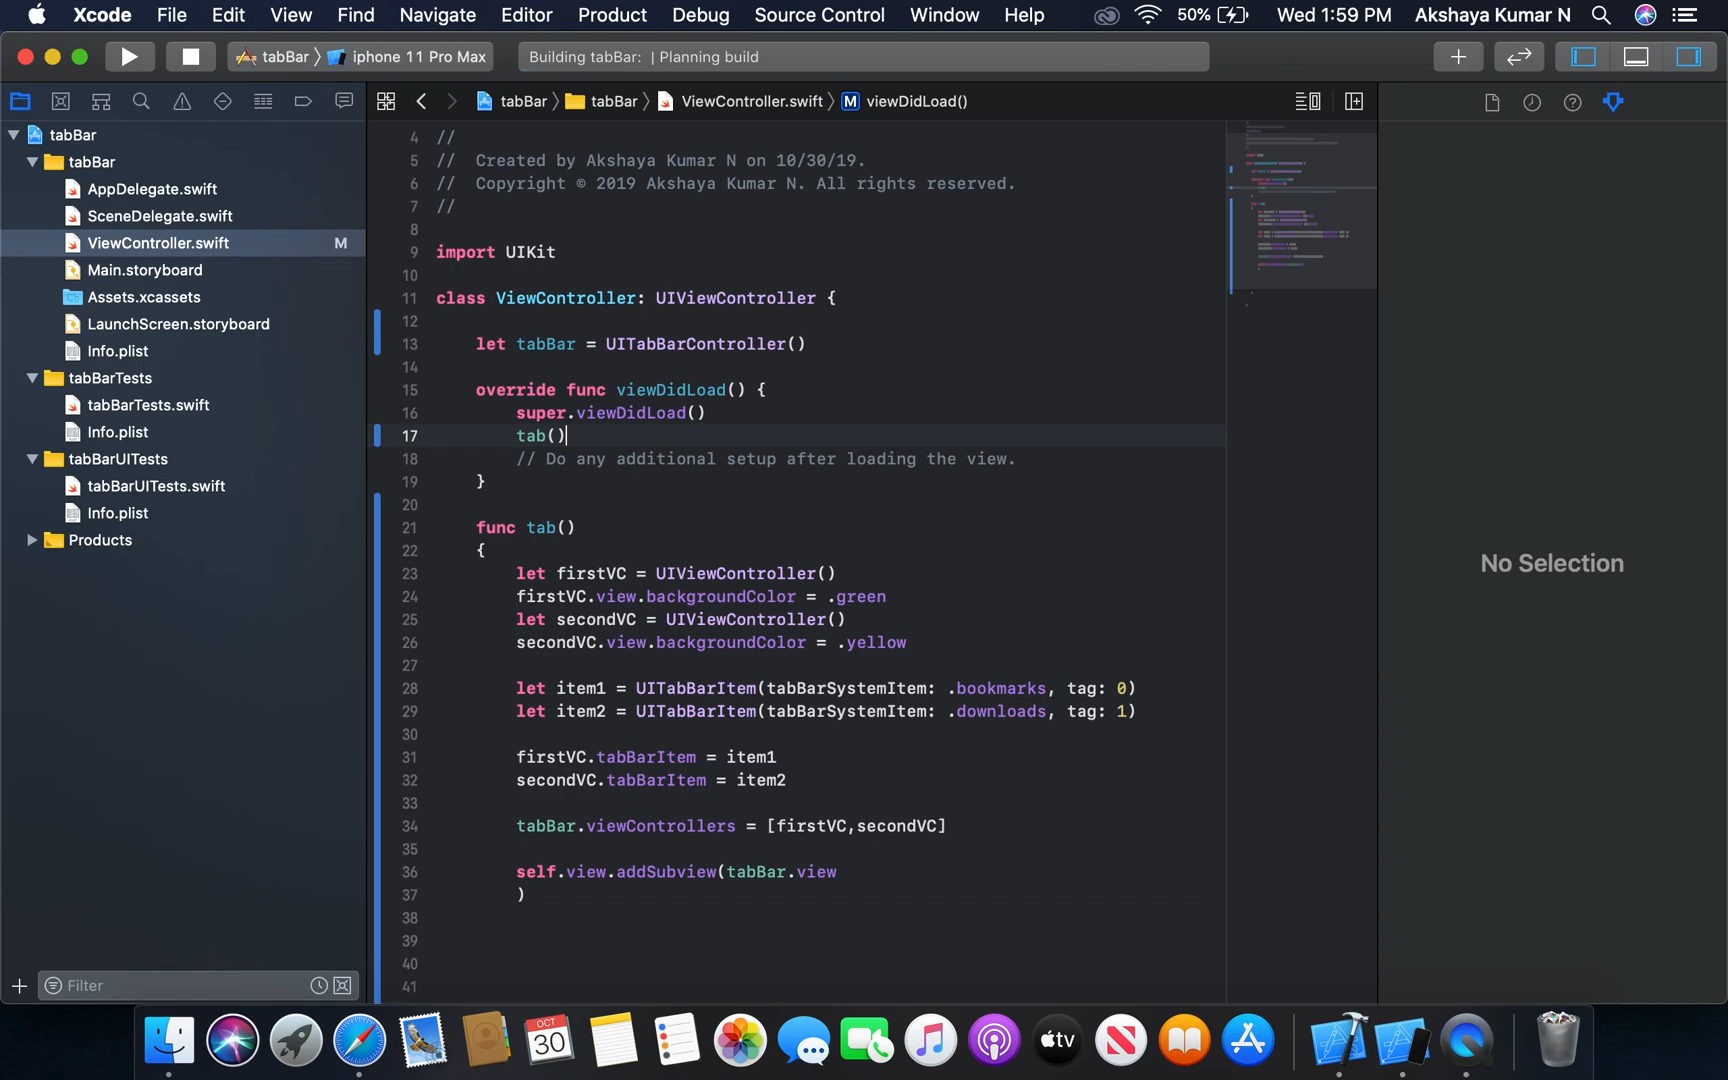 Xcode File Edit View Find Navigate Editor Product Debug Source Control Window Help 50% Wed 1:59 PM Akshaya Kumar N
tabBar iphone 11 Pro Max Building tabBar: | Planning build
tabBar tabBar ViewController.swift M viewDidLoad()
tabBar
tabBar
AppDelegate.swift
SceneDelegate.swift
ViewController.swift M
Main.storyboard
Assets.xcassets
LaunchScreen.storyboard
Info.plist
tabBarTests
tabBarTests.swift
Info.plist
tabBarUITests
tabBarUITests.swift
Info.plist
Products
Filter
4 //
5 // Created by Akshaya Kumar N on 10/30/19.
6 // Copyright © 2019 Akshaya Kumar N. All rights reserved.
7 //
8
9 import UIKit
10
11 class ViewController: UIViewController {
12
13 let tabBar = UITabBarController()
14
15 override func viewDidLoad() {
16 super.viewDidLoad()
17 tab()
18 // Do any additional setup after loading the view.
19 }
20
21 func tab()
22 {
23 let firstVC = UIViewController()
24 firstVC.view.backgroundColor = .green
25 let secondVC = UIViewController()
26 secondVC.view.backgroundColor = .yellow
27
28 let item1 = UITabBarItem(tabBarSystemItem: .bookmarks, tag: 0)
29 let item2 = UITabBarItem(tabBarSystemItem: .downloads, tag: 1)
30
31 firstVC.tabBarItem = item1
32 secondVC.tabBarItem = item2
33
34 tabBar.viewControllers = [firstVC,secondVC]
35
36 self.view.addSubview(tabBar.view
37 )
38
39
40
41
No Selection
OCT
30
tv